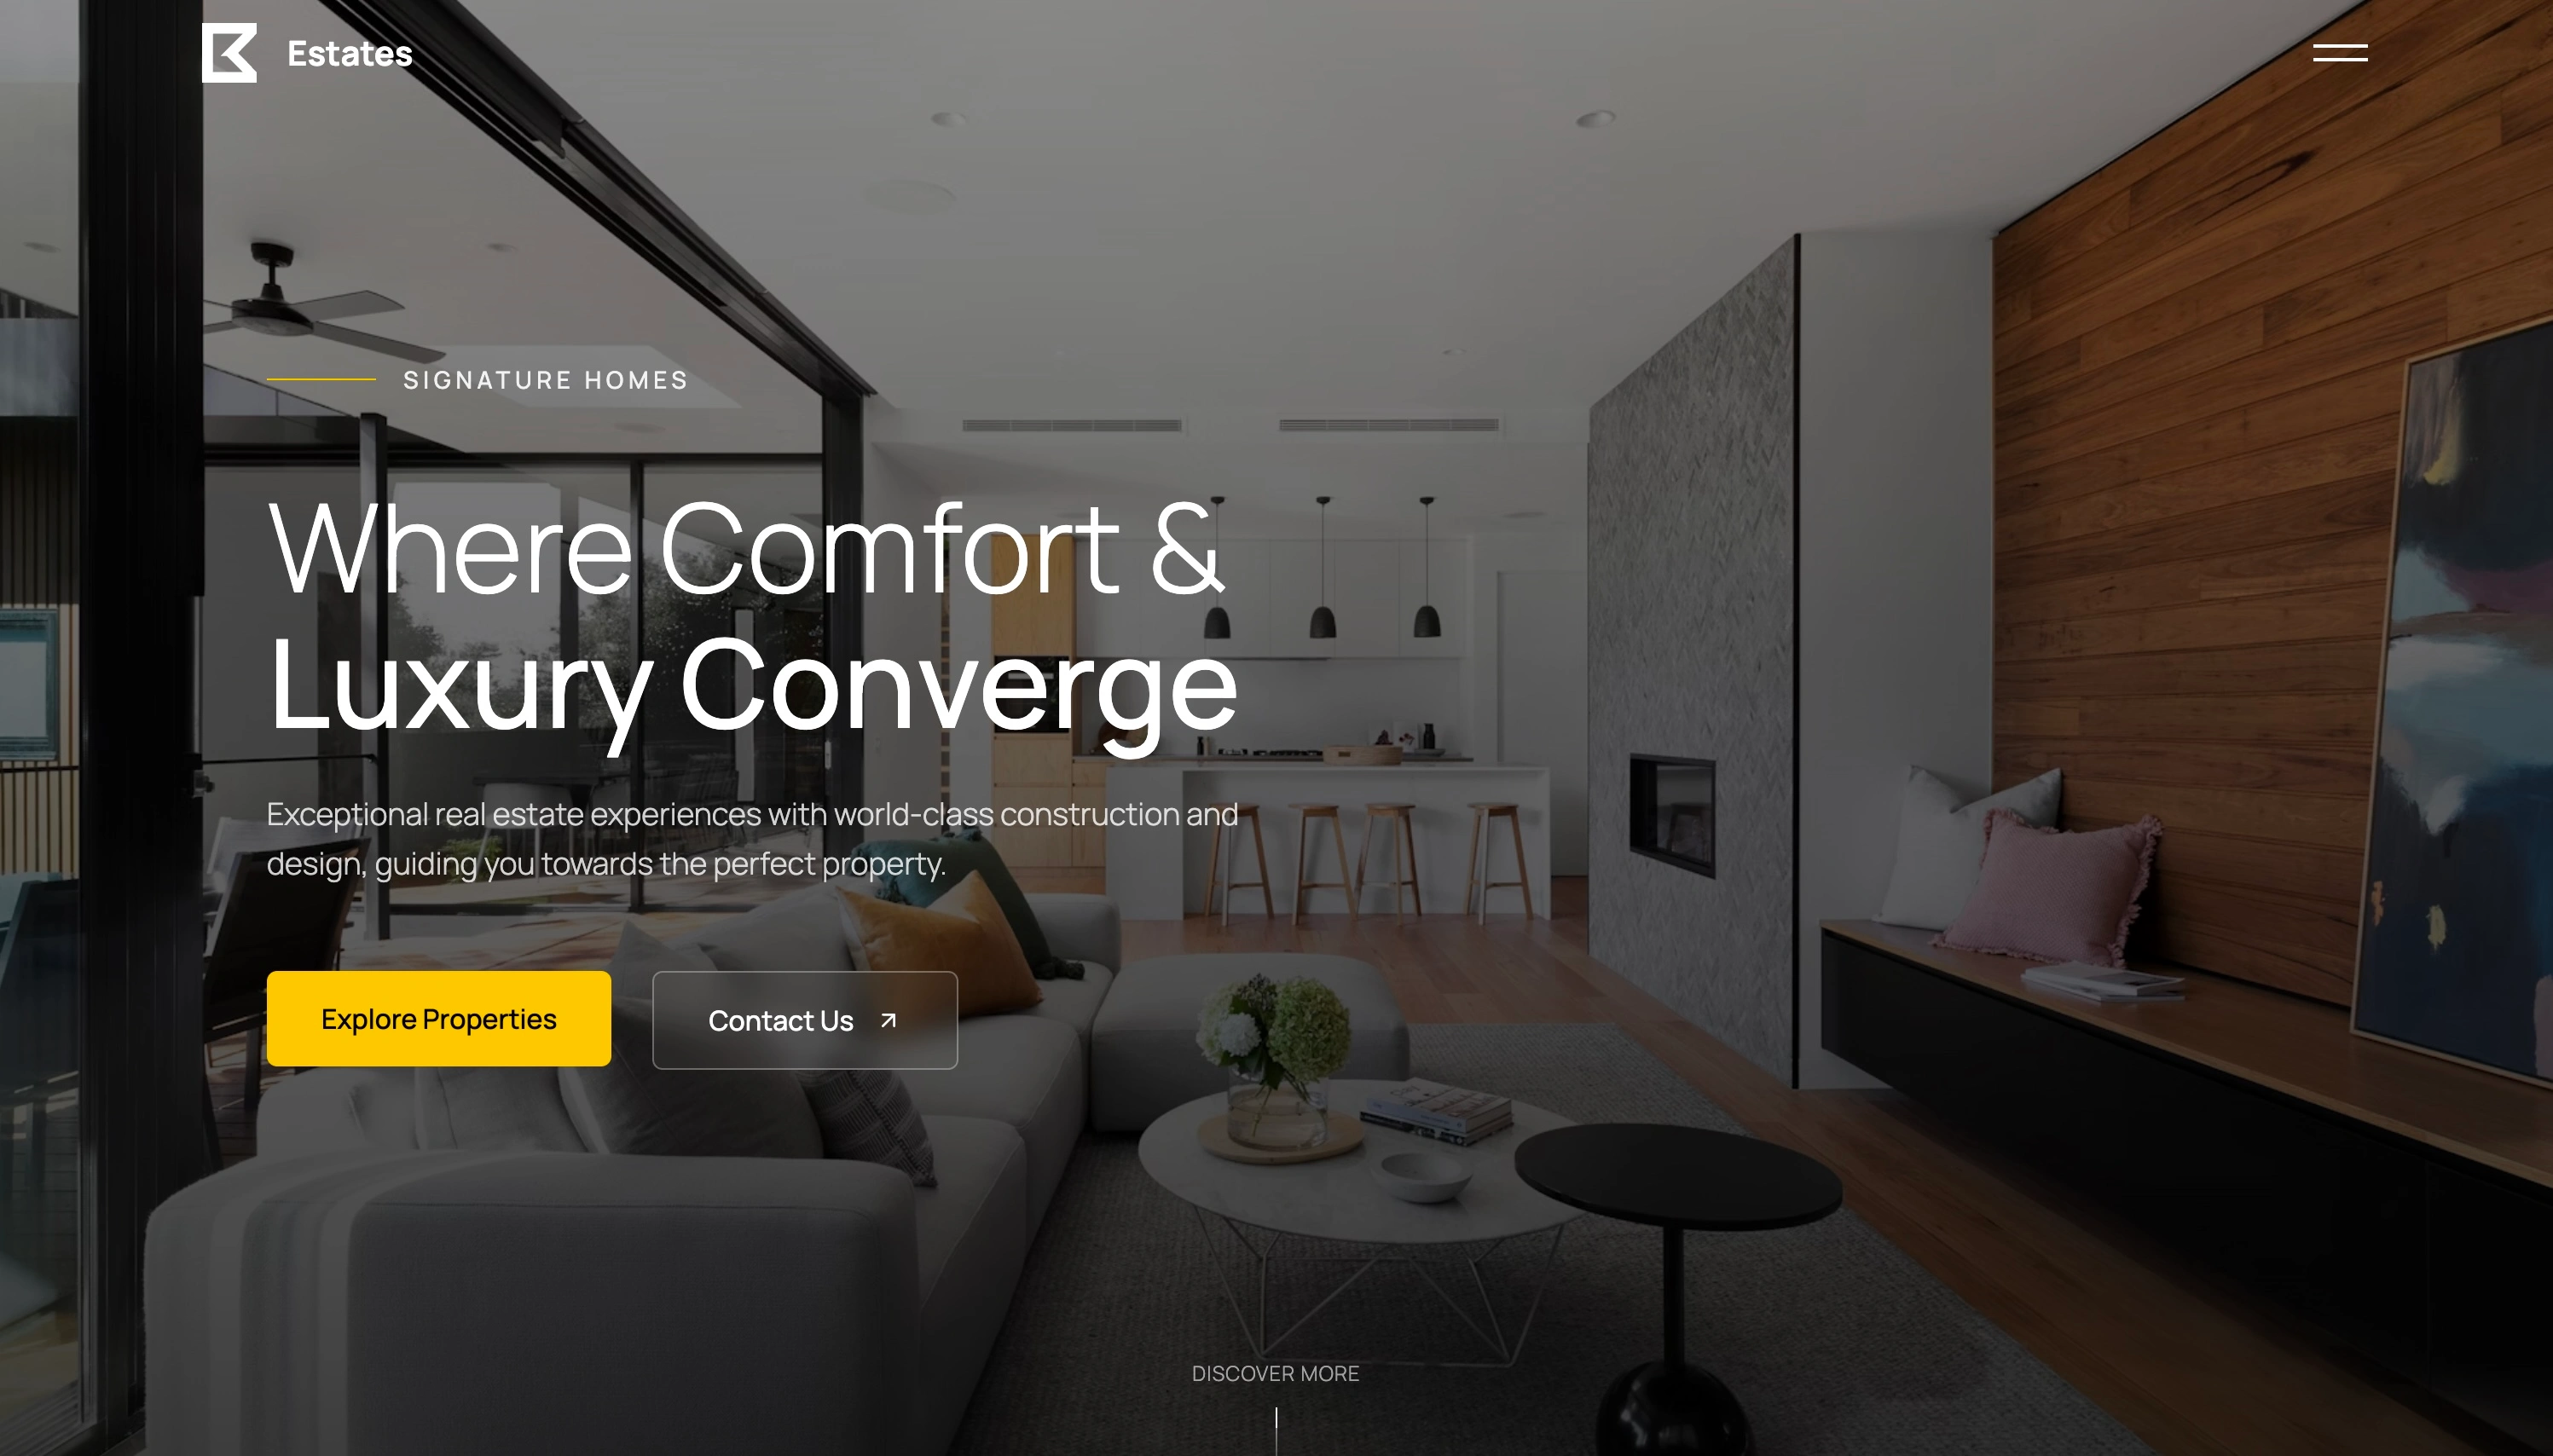 Estates
SIGNATURE HOMES
Where Comfort &
Luxury Converge
Exceptional real estate experiences with world-class construction and
design, guiding you towards the perfect property.
Explore Properties
Contact Us
DISCOVER MORE